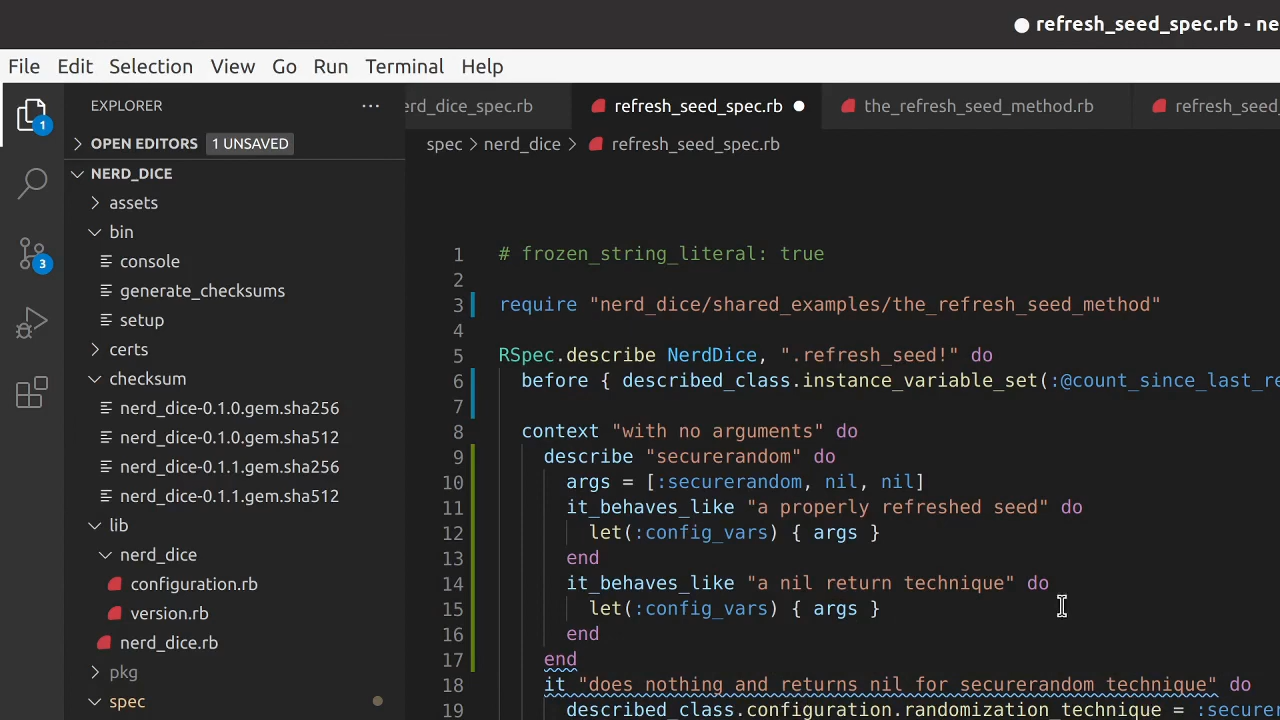 refresh_seed_spec.rb - ne
File Edit Selection View Go Run Terminal Help
EXPLORER
erd_dice_spec.rb
refresh_seed_spec.rb
the_refresh_seed_method.rb
refresh_seed_
OPEN EDITORS 1 UNSAVED
spec > nerd_dice > refresh_seed_spec.rb
NERD_DICE
assets
bin
console
generate_checksums
setup
certs
checksum
nerd_dice-0.1.0.gem.sha256
nerd_dice-0.1.0.gem.sha512
nerd_dice-0.1.1.gem.sha256
nerd_dice-0.1.1.gem.sha512
lib
nerd_dice
configuration.rb
version.rb
nerd_dice.rb
pkg
spec
1
3
1 # frozen_string_literal: true
2
3 require "nerd_dice/shared_examples/the_refresh_seed_method"
4
5 RSpec.describe NerdDice, ".refresh_seed!" do
6 before { described_class.instance_variable_set(:@count_since_last_re
7
8 context "with no arguments" do
9 describe "securerandom" do
10 args = [:securerandom, nil, nil]
11 it_behaves_like "a properly refreshed seed" do
12 let(:config_vars) { args }
13 end
14 it_behaves_like "a nil return technique" do
15 let(:config_vars) { args }
16 end
17 end
18 it "does nothing and returns nil for securerandom technique" do
19 described_class.configuration.randomization_technique = :secure